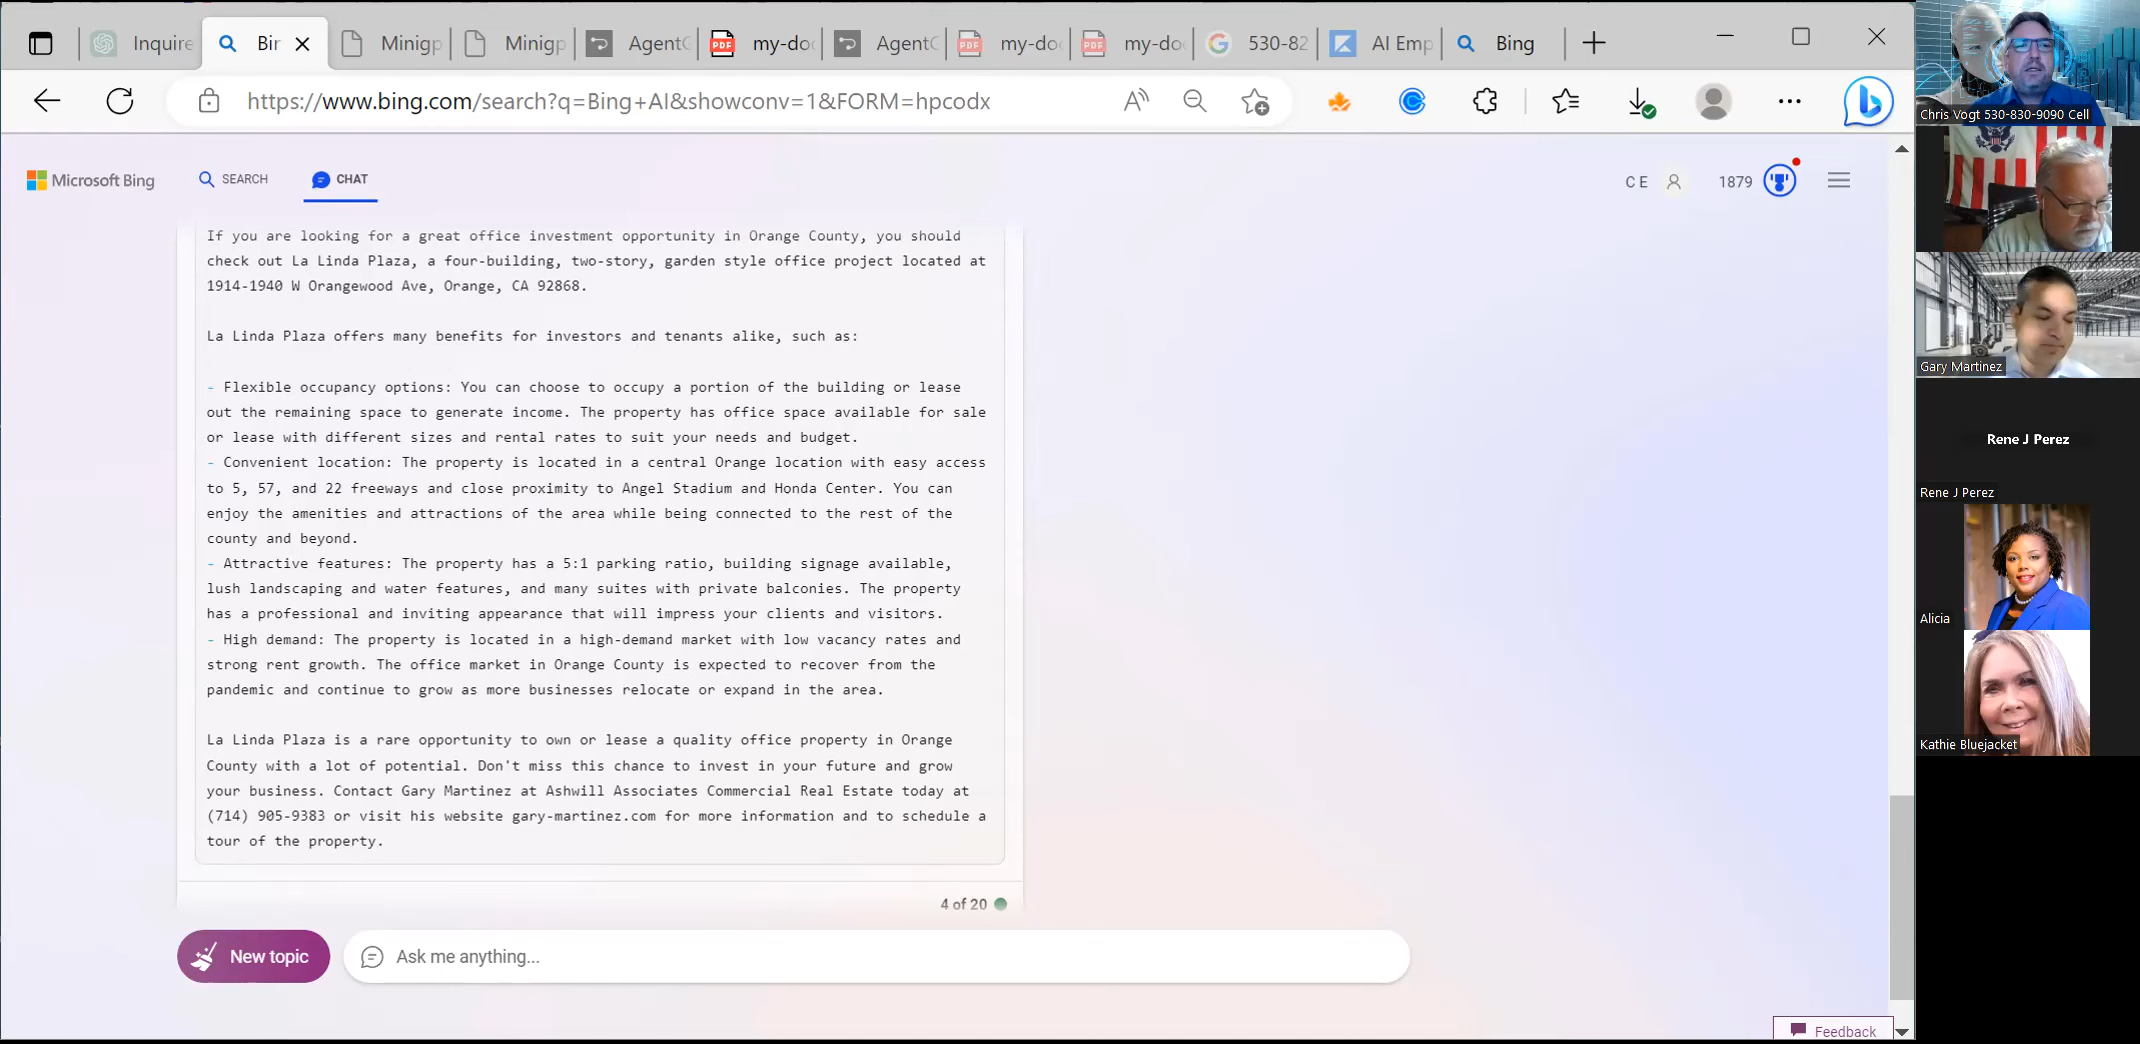 Inquire
Bin
Minigp
Minigp
AgentG
PDF
my-do
AgentG
PDF
my-do
PDF
my-do
530-82
AI Emp
Bing
https://www.bing.com/search?q=Bing+AI&showconv=1&FORM=hpcodx
Microsoft Bing
SEARCH
CHAT
C E
1879
If you are looking for a great office investment opportunity in Orange County, you should
check out La Linda Plaza, a four-building, two-story, garden style office project located at
1914-1940 W Orangewood Ave, Orange, CA 92868.
La Linda Plaza offers many benefits for investors and tenants alike, such as:
- Flexible occupancy options: You can choose to occupy a portion of the building or lease
out the remaining space to generate income. The property has office space available for sale
or lease with different sizes and rental rates to suit your needs and budget.
- Convenient location: The property is located in a central Orange location with easy access
to 5, 57, and 22 freeways and close proximity to Angel Stadium and Honda Center. You can
enjoy the amenities and attractions of the area while being connected to the rest of the
county and beyond.
- Attractive features: The property has a 5:1 parking ratio, building signage available,
lush landscaping and water features, and many suites with private balconies. The property
has a professional and inviting appearance that will impress your clients and visitors.
- High demand: The property is located in a high-demand market with low vacancy rates and
strong rent growth. The office market in Orange County is expected to recover from the
pandemic and continue to grow as more businesses relocate or expand in the area.
La Linda Plaza is a rare opportunity to own or lease a quality office property in Orange
County with a lot of potential. Don't miss this chance to invest in your future and grow
your business. Contact Gary Martinez at Ashwill Associates Commercial Real Estate today at
(714) 905-9383 or visit his website gary-martinez.com for more information and to schedule a
tour of the property.
4 of 20
New topic
Ask me anything...
Feedback
Chris Vogt 530-830-9090 Cell
Gary Martinez
Rene J Perez
Rene J Perez
Alicia
Kathie Bluejacket